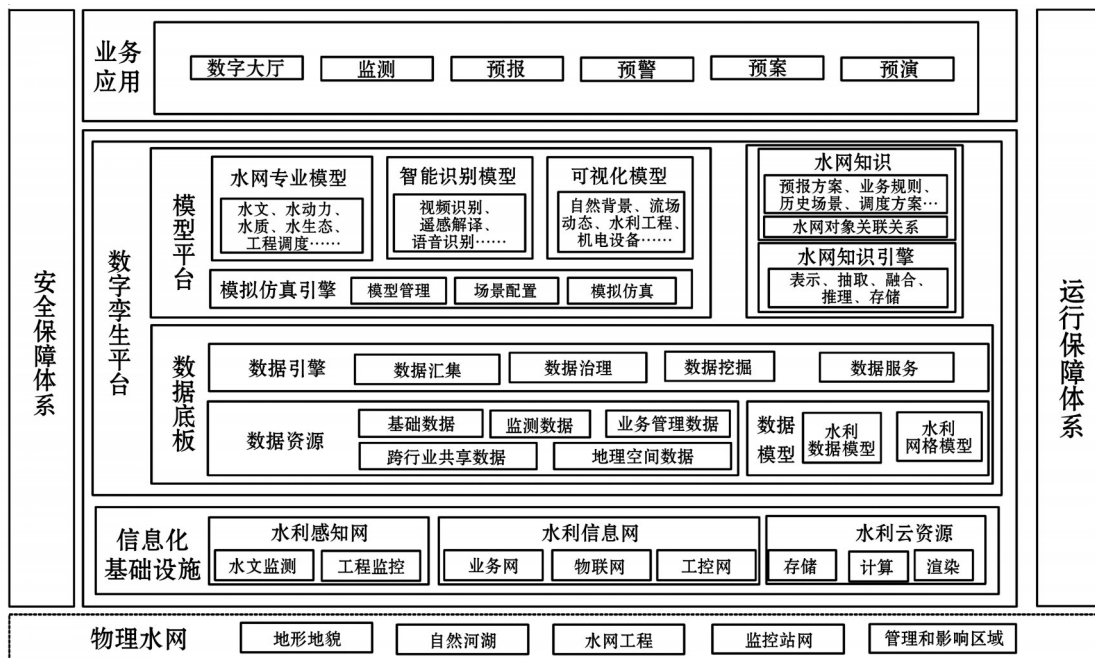 业务
应用
数字大厅 监测 预报 预警 预案 预演
安全保障体系
运行保障体系
数字孪生平台
模型平台
水网专业模型
水文、水动力、
水质、水生态、
工程调度……
智能识别模型
视频识别、
遥感解译、
语音识别……
可视化模型
自然背景、流场
动态、水利工程、
机电设备……
模拟仿真引擎 模型管理 场景配置 模拟仿真
水网知识
预报方案、业务规则、
历史场景、调度方案…
水网对象关联关系
水网知识引擎
表示、抽取、融合、
推理、存储
数据底板
数据引擎 数据汇集 数据治理 数据挖掘 数据服务
数据资源
基础数据 监测数据 业务管理数据
跨行业共享数据 地理空间数据
数据
模型
水利
数据模型
水利
网格模型
信息化
基础设施
水利感知网
水文监测 工程监控
水利信息网
业务网 物联网 工控网
水利云资源
存储 计算 渲染
物理水网 地形地貌 自然河湖 水网工程 监控站网 管理和影响区域